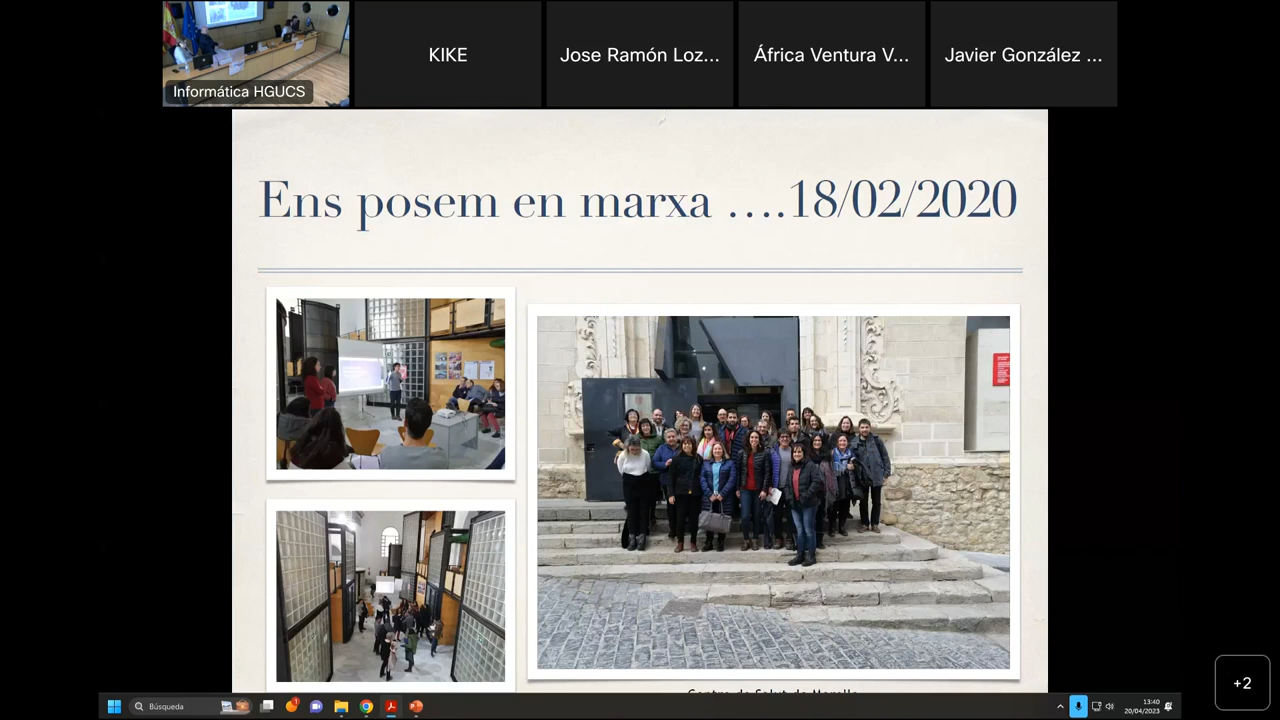 Informática HGUCS
KIKE
Jose Ramón Loz...
África Ventura V...
Javier González ...
Ens posem en marxa ....18/02/2020
Búsqueda
13:40
20/04/2023
+2